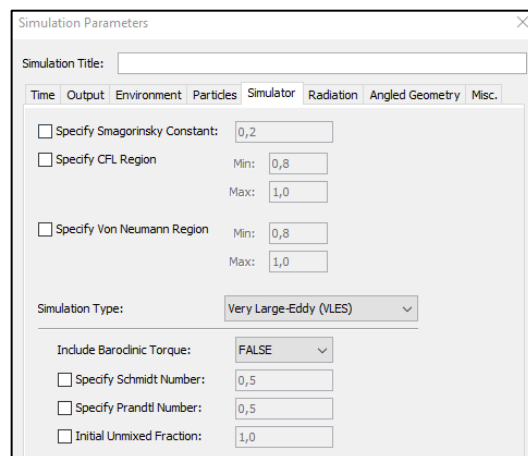 Simulation Parameters
Simulation Title:
Time Output Environment Particles Simulator Radiation Angled Geometry Misc.
Specify Smagorinsky Constant: 0,2
Specify CFL Region Min: 0,8
Max: 1,0
Specify Von Neumann Region Min: 0,8
Max: 1,0
Simulation Type: Very Large-Eddy (VLES)
Include Baroclinic Torque: FALSE
Specify Schmidt Number: 0,5
Specify Prandtl Number: 0,5
Initial Unmixed Fraction: 1,0